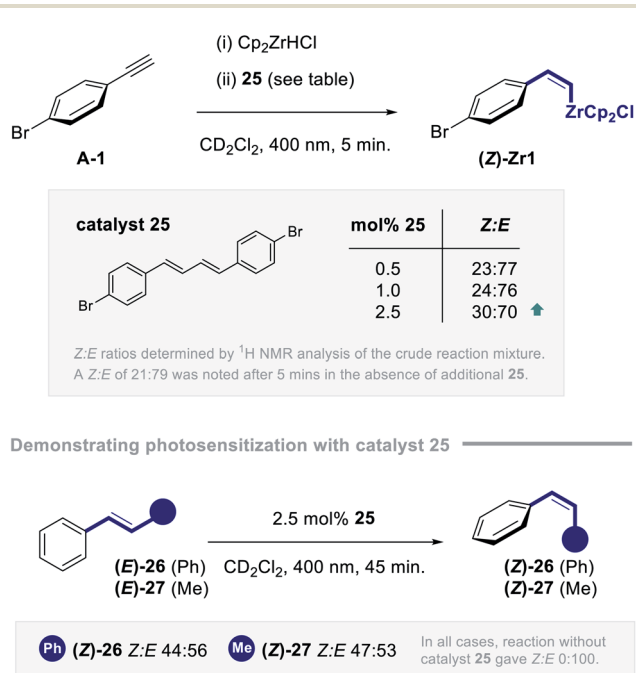 (i) Cp2ZrHCl
(ii) 25 (see table)
Br
A-1
CD2Cl2, 400 nm, 5 min.
ZrCp2Cl
Br
(Z)-Zr1
catalyst 25
Br
Br
mol% 25 Z:E
0.5 23:77
1.0 24:76
2.5 30:70
Z:E ratios determined by 1H NMR analysis of the crude reaction mixture.
A Z:E of 21:79 was noted after 5 mins in the absence of additional 25.
Demonstrating photosensitization with catalyst 25
2.5 mol% 25
(E)-26 (Ph)
(E)-27 (Me)
CD2Cl2, 400 nm, 45 min.
(Z)-26 (Ph)
(Z)-27 (Me)
Ph (Z)-26 Z:E 44:56 Me (Z)-27 Z:E 47:53
In all cases, reaction without
catalyst 25 gave Z:E 0:100.